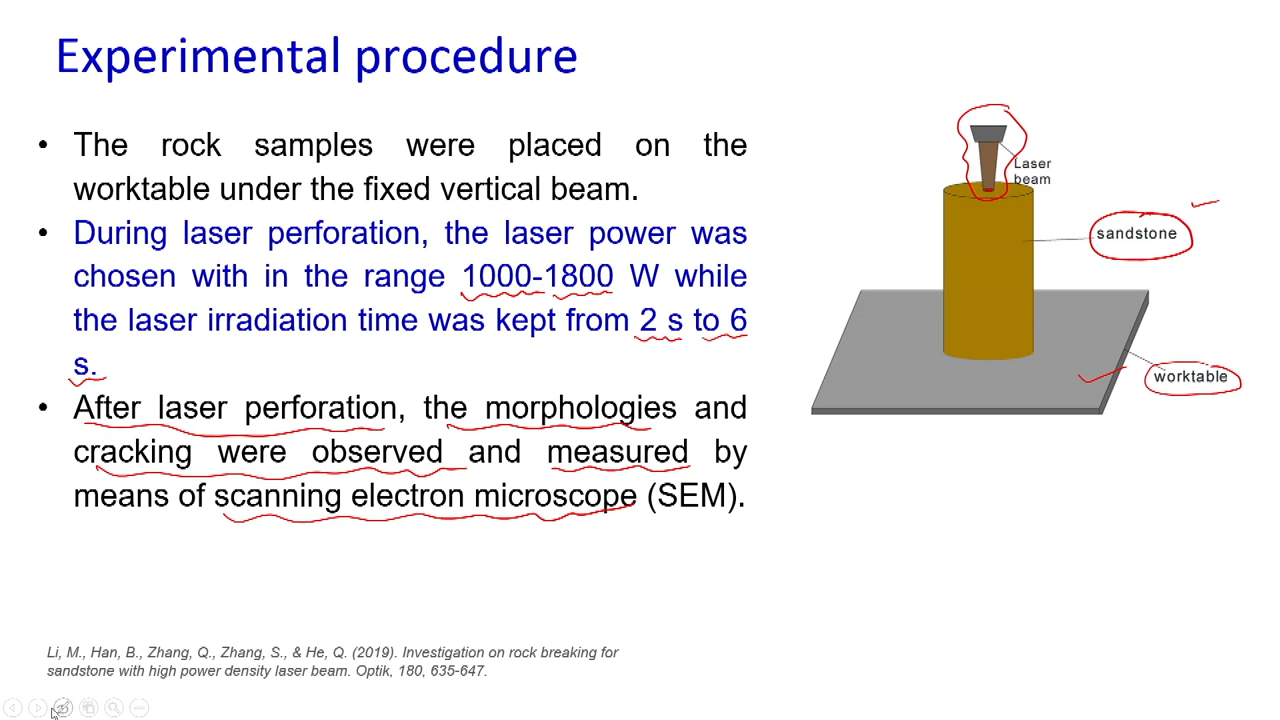 Experimental procedure
• The rock samples were placed on the
worktable under the fixed vertical beam.
• During laser perforation, the laser power was
chosen with in the range 1000-1800 W while
the laser irradiation time was kept from 2 s to 6
s.
• After laser perforation, the morphologies and
cracking were observed and measured by
means of scanning electron microscope (SEM).
Laser
beam
sandstone
worktable
Li, M., Han, B., Zhang, Q., Zhang, S., & He, Q. (2019). Investigation on rock breaking for
sandstone with high power density laser beam. Optik, 180, 635-647.